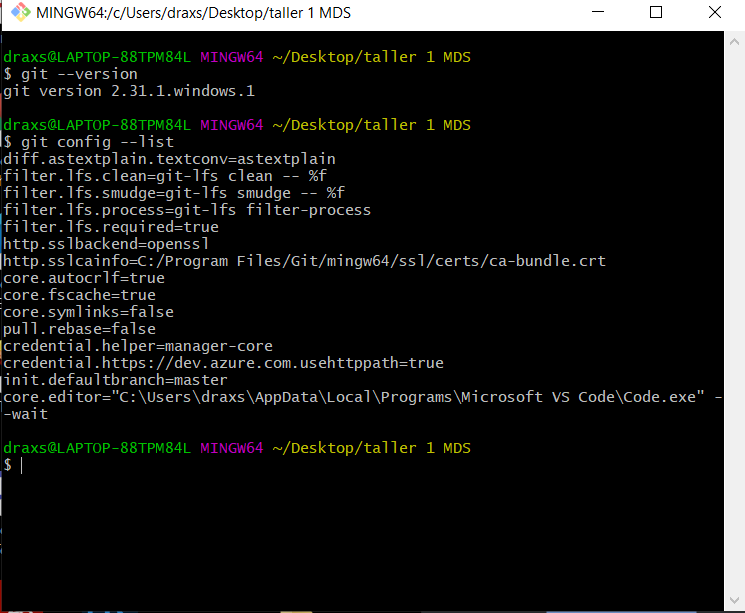 MINGW64:/c/Users/draxs/Desktop/taller 1 MDS
draxs@LAPTOP-88TPM84L MINGW64 ~/Desktop/taller 1 MDS
$ git --version
git version 2.31.1.windows.1
draxs@LAPTOP-88TPM84L MINGW64 ~/Desktop/taller 1 MDS
$ git config --list
diff.astextplain.textconv=astextplain
filter.lfs.clean=git-lfs clean -- %f
filter.lfs.smudge=git-lfs smudge -- %f
filter.lfs.process=git-lfs filter-process
filter.lfs.required=true
http.sslbackend=openssl
http.sslcainfo=C:/Program Files/Git/mingw64/ssl/certs/ca-bundle.crt
core.autocrlf=true
core.fscache=true
core.symlinks=false
pull.rebase=false
credential.helper=manager-core
credential.https://dev.azure.com.usehttppath=true
init.defaultbranch=master
core.editor="C:\Users\draxs\AppData\Local\Programs\Microsoft VS Code\Code.exe" -
-wait
draxs@LAPTOP-88TPM84L MINGW64 ~/Desktop/taller 1 MDS
$